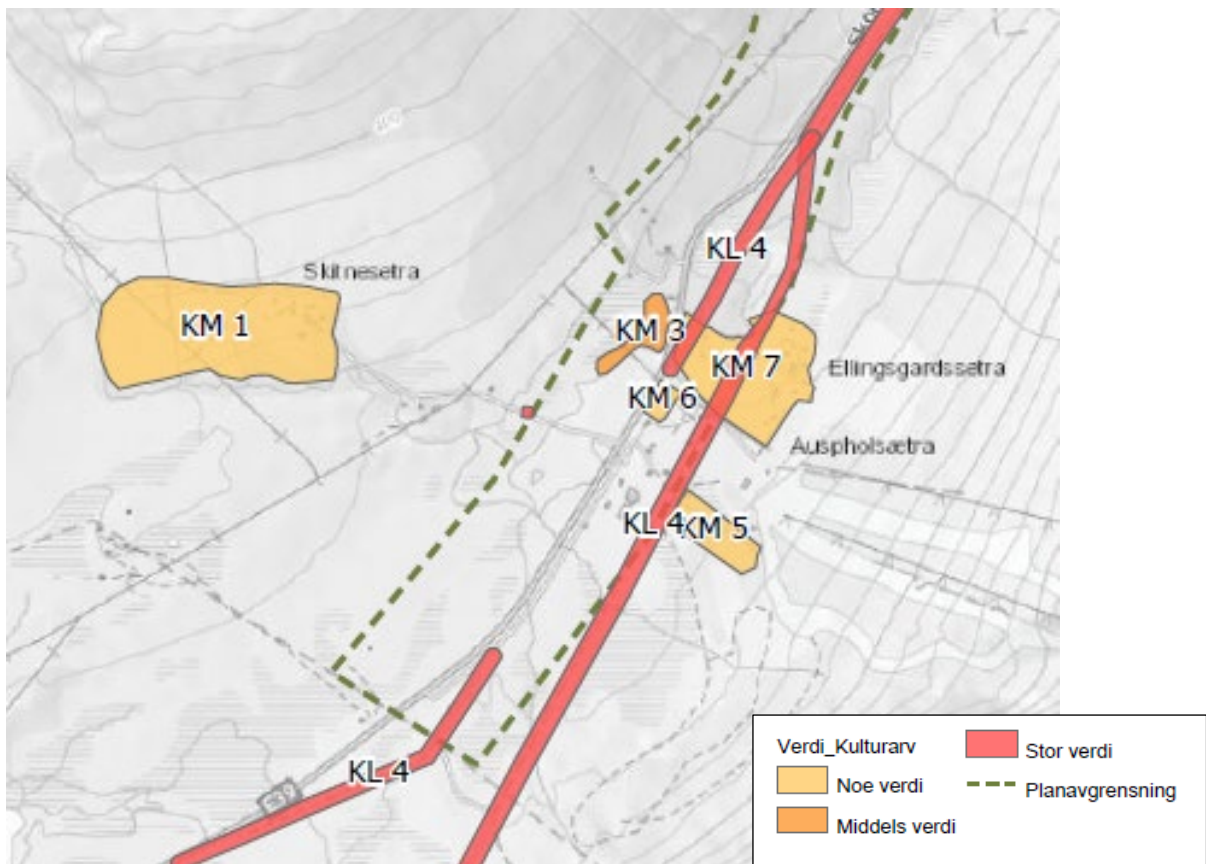 400
KL 4
Skitnesetra
KM 1
KM 3
KM 7
Ellingsgardssetra
KM 6
Auspholsætra
KL 4
KM 5
KL 4
Verdi_Kulturarv
Noe verdi
Middels verdi
Stor verdi
Planavgrensning